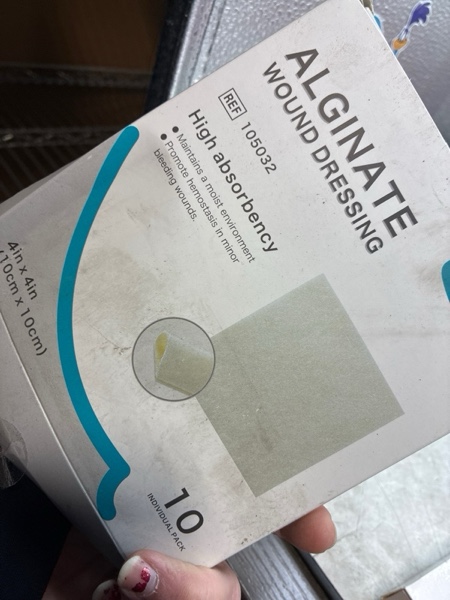 ALGINATE
WOUND DRESSING
REF 105032
High absorbency
• Maintains a moist environment
• Promote hemostasis in minor
bleeding wounds.
4in x 4in
(10cm x 10cm)
10
INDIVIDUAL PACK